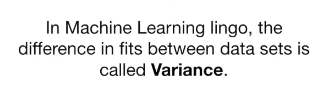 In Machine Learning lingo, the
difference in fits between data sets is
called Variance.